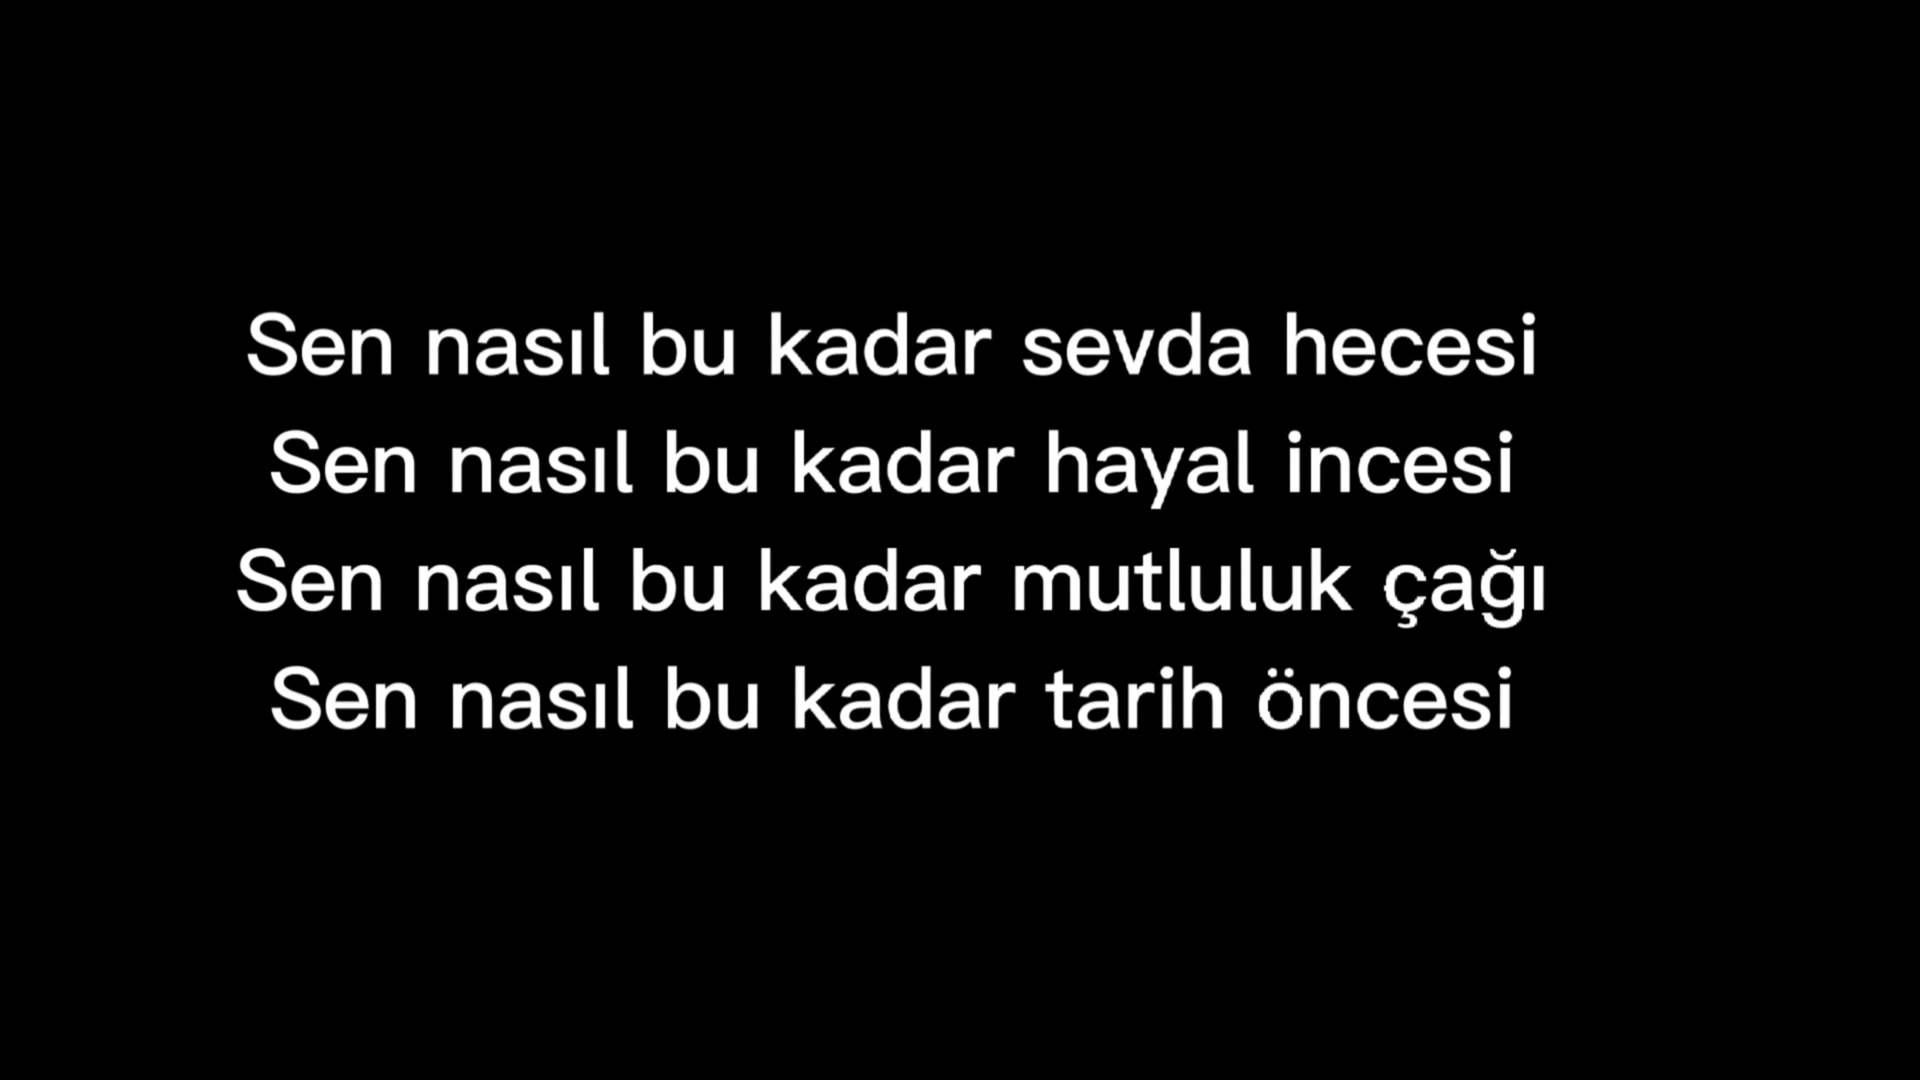 Sen nasıl bu kadar sevda hecesi
Sen nasıl bu kadar hayal incesi
Sen nasıl bu kadar mutluluk çağı
Sen nasıl bu kadar tarih öncesi